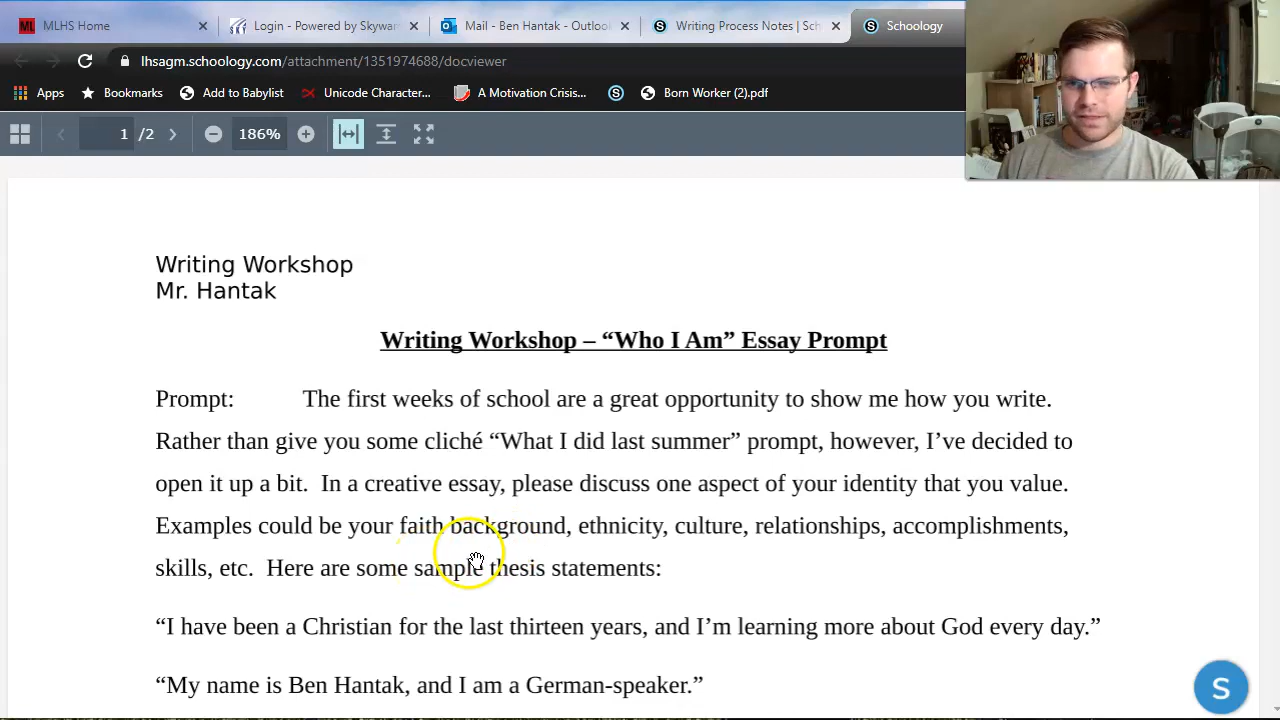 MLHS Home
Login - Powered by Skywar
Mail - Ben Hantak - Outloo
Writing Process Notes | Sch
Schoology
lhsagm.schoology.com/attachment/1351974688/docviewer
Apps
Bookmarks
Add to Babylist
Unicode Character...
A Motivation Crisis...
Born Worker (2).pdf
1 /2
186%
Writing Workshop
Mr. Hantak
Writing Workshop – “Who I Am” Essay Prompt
Prompt: The first weeks of school are a great opportunity to show me how you write.
Rather than give you some cliché “What I did last summer” prompt, however, I’ve decided to
open it up a bit. In a creative essay, please discuss one aspect of your identity that you value.
Examples could be your faith background, ethnicity, culture, relationships, accomplishments,
skills, etc. Here are some sample thesis statements:
“I have been a Christian for the last thirteen years, and I’m learning more about God every day.”
“My name is Ben Hantak, and I am a German-speaker.”
S